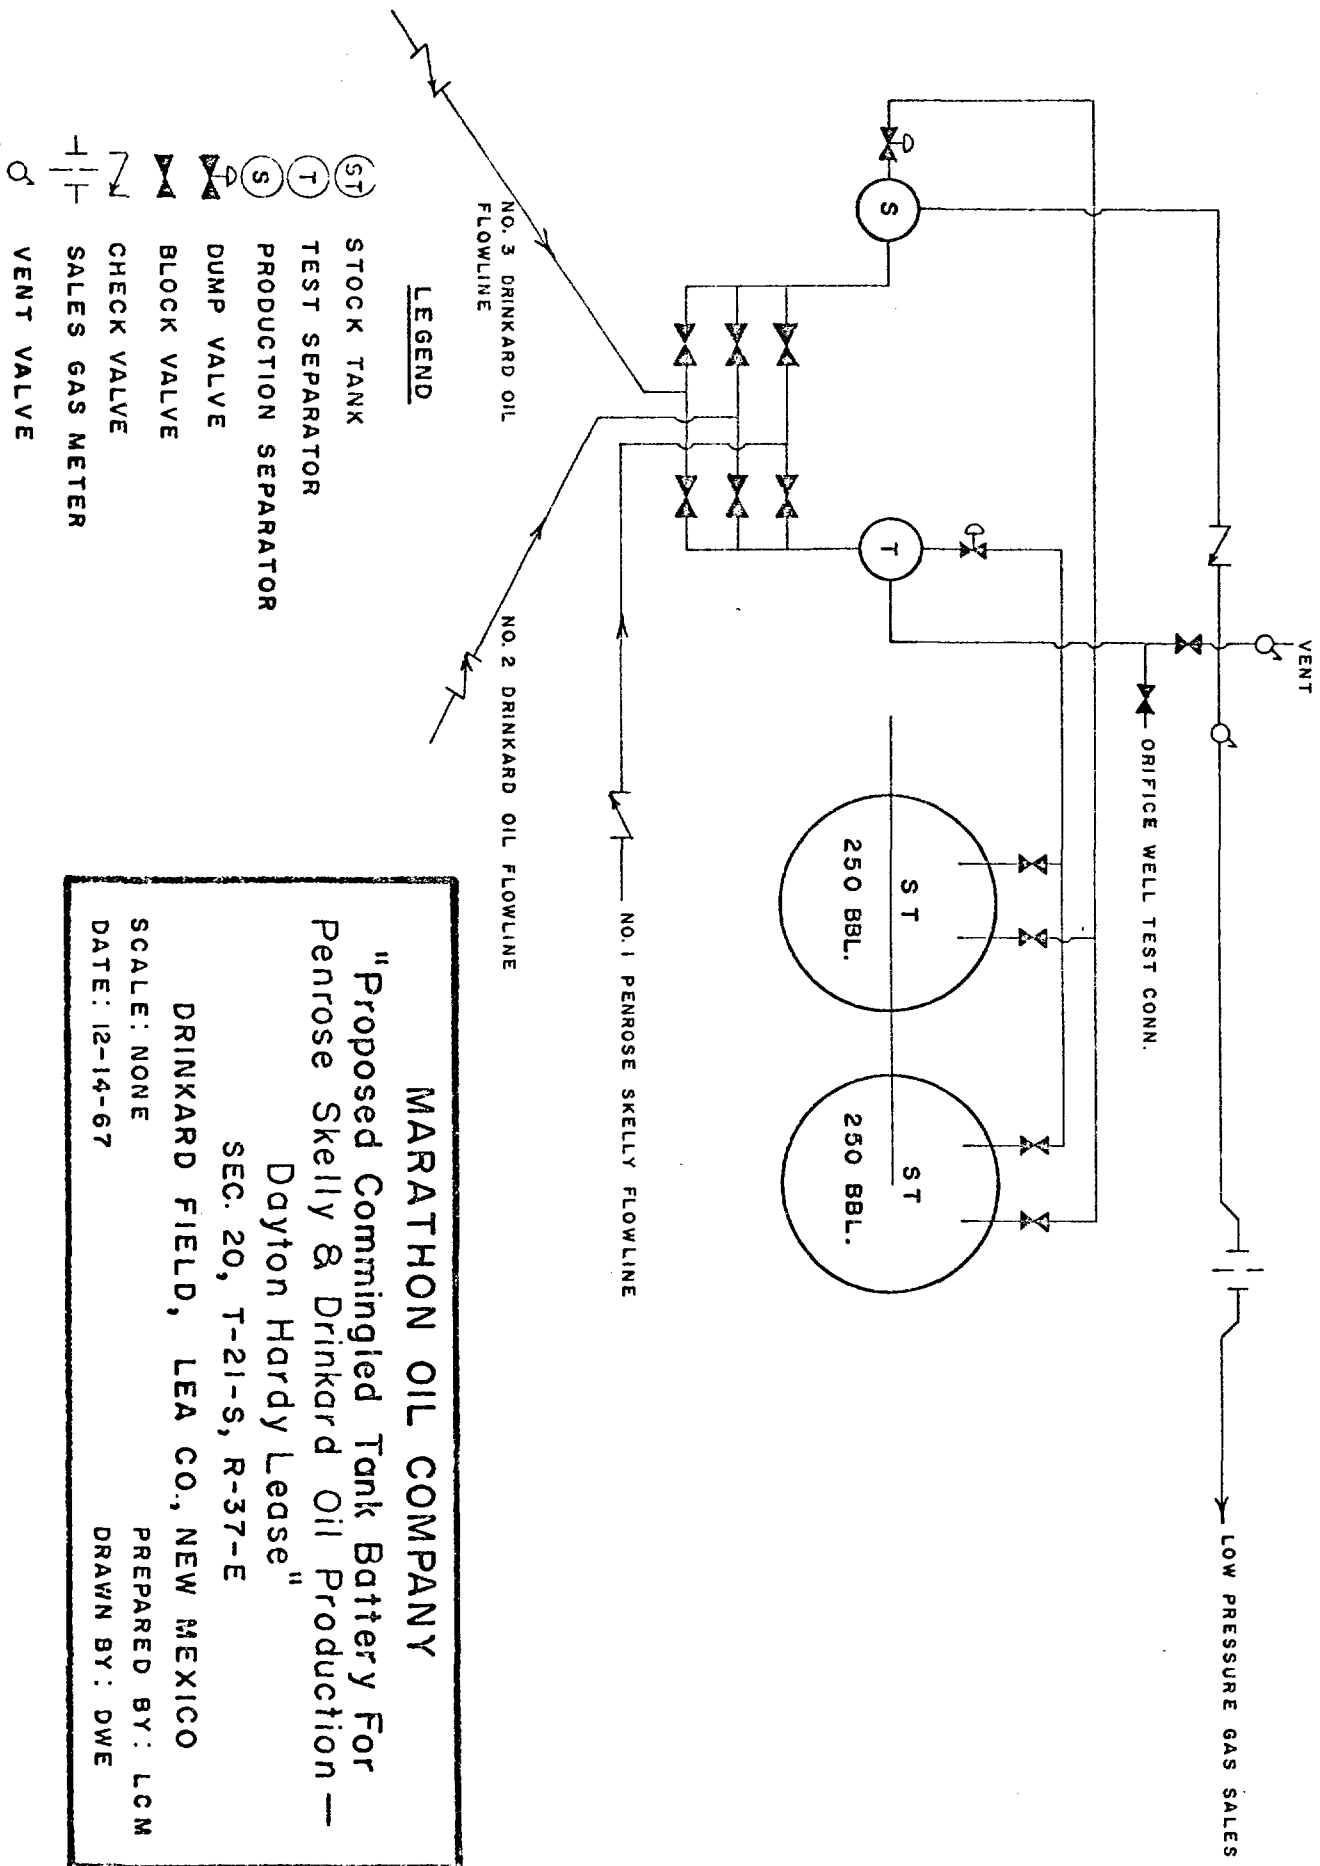 VENT
LOW PRESSURE GAS SALES
ORIFICE WELL TEST CONN.
S
T
S T
250 BBL.
S T
250 BBL.
NO. 1 PENROSE SKELLY FLOWLINE
NO. 3 DRINKARD OIL
FLOWLINE
NO. 2 DRINKARD OIL FLOWLINE
LEGEND
ST STOCK TANK
T TEST SEPARATOR
S PRODUCTION SEPARATOR
DUMP VALVE
BLOCK VALVE
CHECK VALVE
SALES GAS METER
VENT VALVE
MARATHON OIL COMPANY
"Proposed Commingled Tank Battery For
Penrose Skelly & Drinkard Oil Production —
Dayton Hardy Lease"
SEC. 20, T-21-S, R-37-E
DRINKARD FIELD, LEA CO., NEW MEXICO
SCALE: NONE PREPARED BY: LCM
DATE: 12-14-67 DRAWN BY: DWE